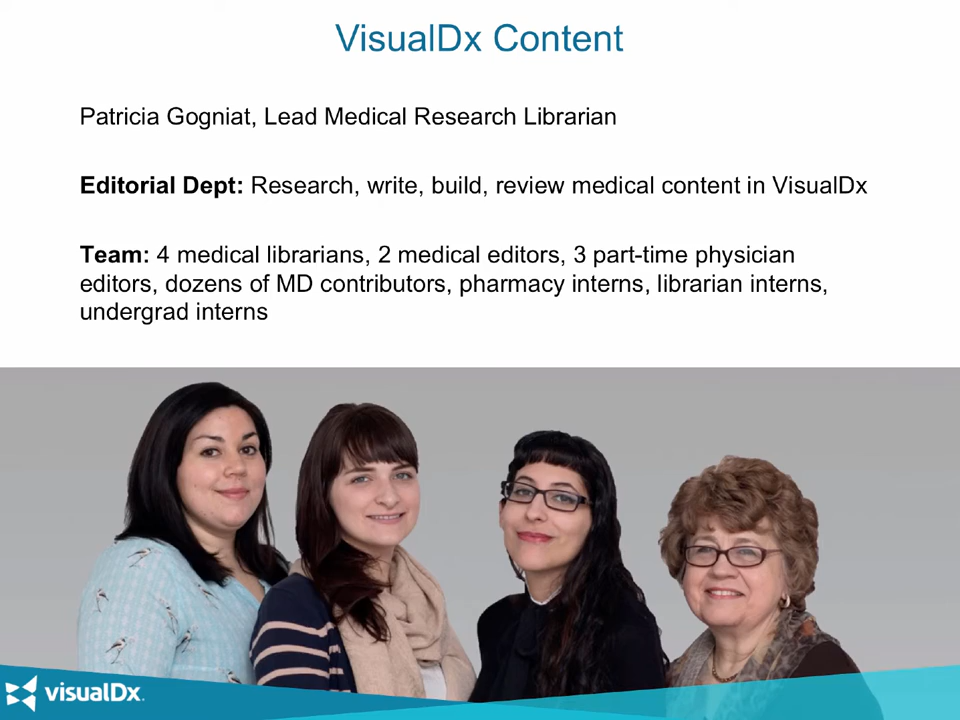 VisualDx Content
Patricia Gogniat, Lead Medical Research Librarian
Editorial Dept: Research, write, build, review medical content in VisualDx
Team: 4 medical librarians, 2 medical editors, 3 part-time physician
editors, dozens of MD contributors, pharmacy interns, librarian interns,
undergrad interns
visualDx